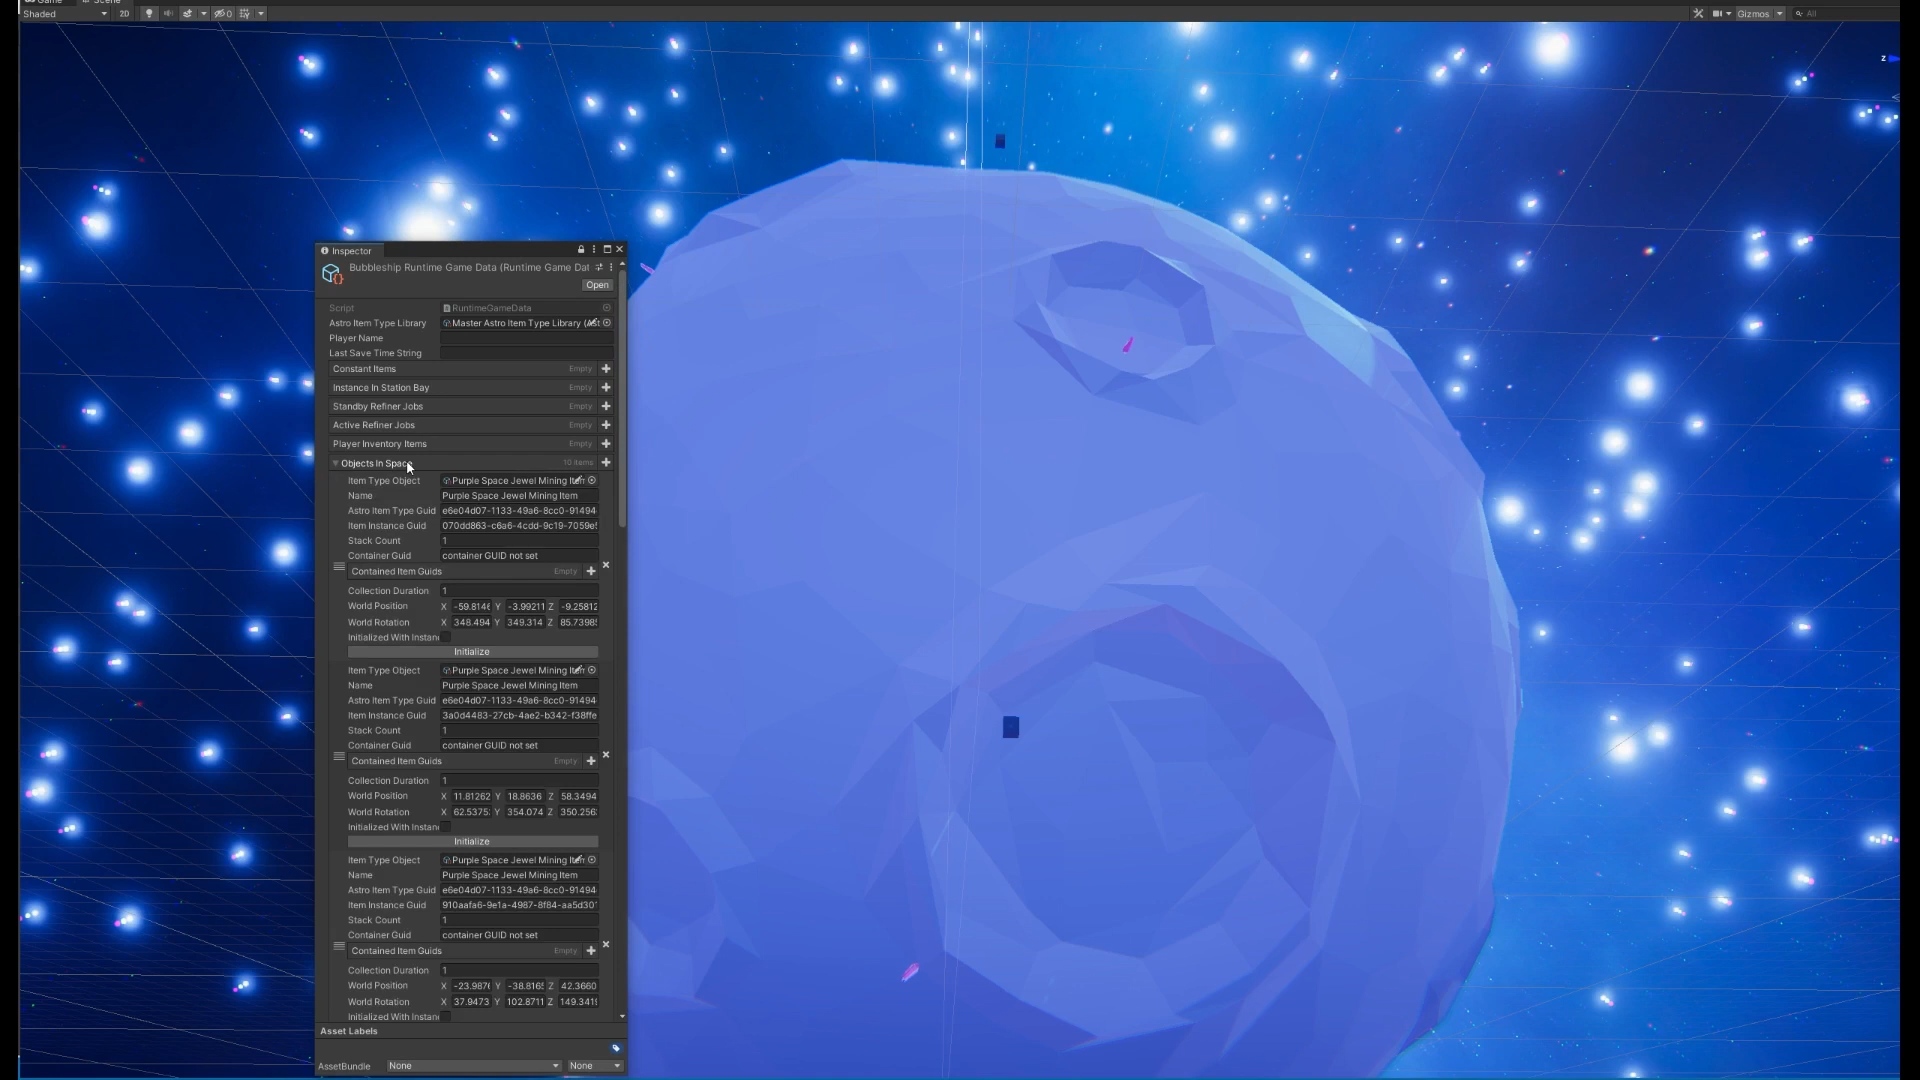 Game Scene
Shaded 2D 0 Gizmos All
z
Inspector
Bubbleship Runtime Game Data (Runtime Game Dat
Open
Script RuntimeGameData
Astro Item Type Library Master Astro Item Type Library (Ast
Player Name
Last Save Time String
Constant Items Empty
Instance In Station Bay Empty
Standby Refiner Jobs Empty
Active Refiner Jobs Empty
Player Inventory Items Empty
Objects In Space 10 items
Item Type Object Purple Space Jewel Mining Item
Name Purple Space Jewel Mining Item
Astro Item Type Guid e6e04d07-1133-49a6-8cc0-91494
Item Instance Guid 070dd863-c6a6-4cdd-9c19-7059e
Stack Count 1
Container Guid container GUID not set
Contained Item Guids Empty
Collection Duration 1
World Position X -59.814 Y -3.99211 Z -9.25812
World Rotation X 348.494 Y 349.314 Z 85.7398
Initialized With Instan
Initialize
Item Type Object Purple Space Jewel Mining Item
Name Purple Space Jewel Mining Item
Astro Item Type Guid e6e04d07-1133-49a6-8cc0-91494
Item Instance Guid 3a0d4483-27cb-4ae2-b342-f38ffe
Stack Count 1
Container Guid container GUID not set
Contained Item Guids Empty
Collection Duration 1
World Position X 11.81262 Y 18.8636 Z 58.3494
World Rotation X 62.5375 Y 354.074 Z 350.256
Initialized With Instan
Initialize
Item Type Object Purple Space Jewel Mining Item
Name Purple Space Jewel Mining Item
Astro Item Type Guid e6e04d07-1133-49a6-8cc0-91494
Item Instance Guid 910aafa6-9e1a-4987-8f84-aa5d30
Stack Count 1
Container Guid container GUID not set
Contained Item Guids Empty
Collection Duration 1
World Position X -23.987 Y -38.816 Z 42.3660
World Rotation X 37.9473 Y 102.8711 Z 149.341
Initialized With Instan
Asset Labels
AssetBundle None None